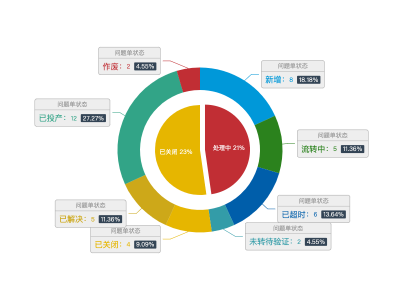 问题单状态
作废：2 4.55%
问题单状态
新增：8 18.18%
问题单状态
已投产：12 27.27%
问题单状态
流转中：5 11.36%
已关闭 23%
处理中 21%
问题单状态
已解决：5 11.36%
问题单状态
已超时：6 13.64%
问题单状态
已关闭：4 9.09%
问题单状态
未转待验证：2 4.55%